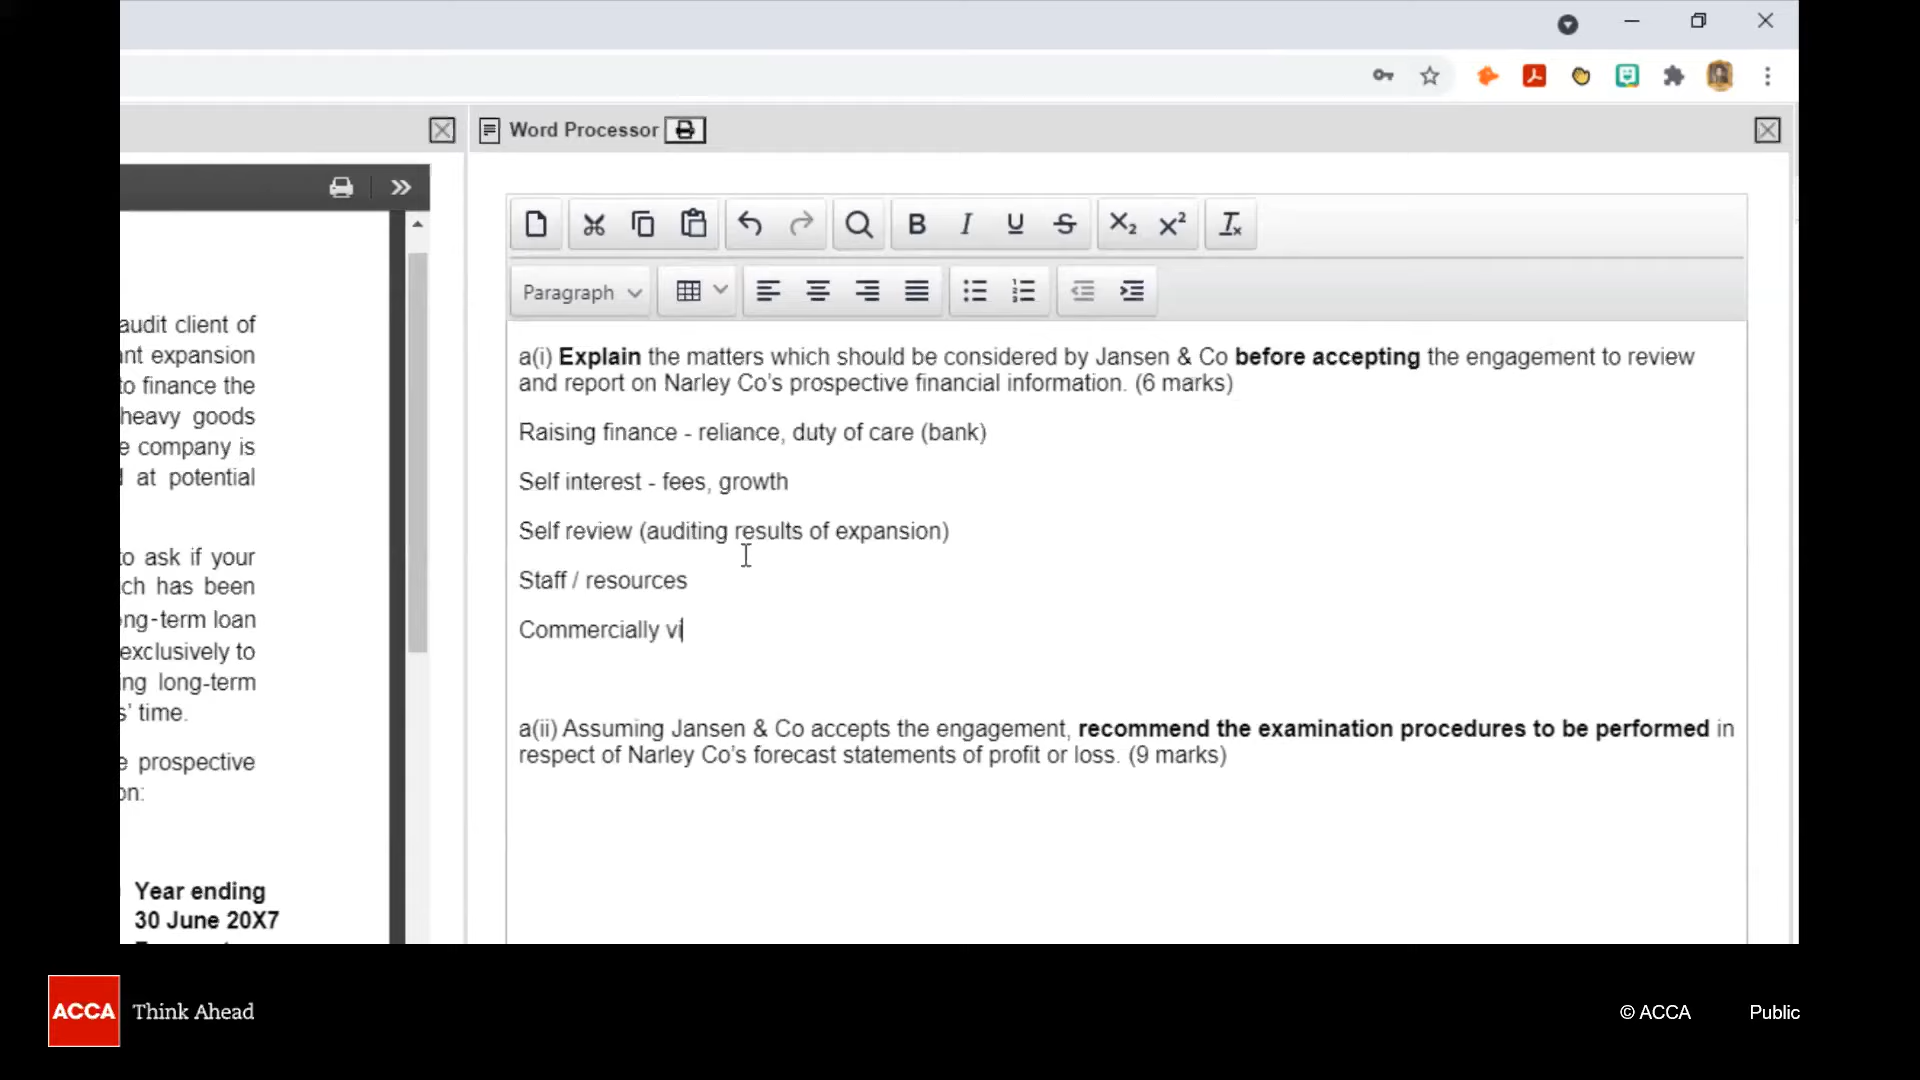 Word Processor
Paragraph
audit client of
ant expansion
to finance the
heavy goods
e company is
at potential
to ask if your
ch has been
ong-term loan
exclusively to
ing long-term
s' time.
e prospective
on:
Year ending
30 June 20X7
a(i) Explain the matters which should be considered by Jansen & Co before accepting the engagement to review
and report on Narley Co's prospective financial information. (6 marks)
Raising finance - reliance, duty of care (bank)
Self interest - fees, growth
Self review (auditing results of expansion)
Staff / resources
Commercially vi
a(ii) Assuming Jansen & Co accepts the engagement, recommend the examination procedures to be performed in
respect of Narley Co's forecast statements of profit or loss. (9 marks)
ACCA Think Ahead
© ACCA Public